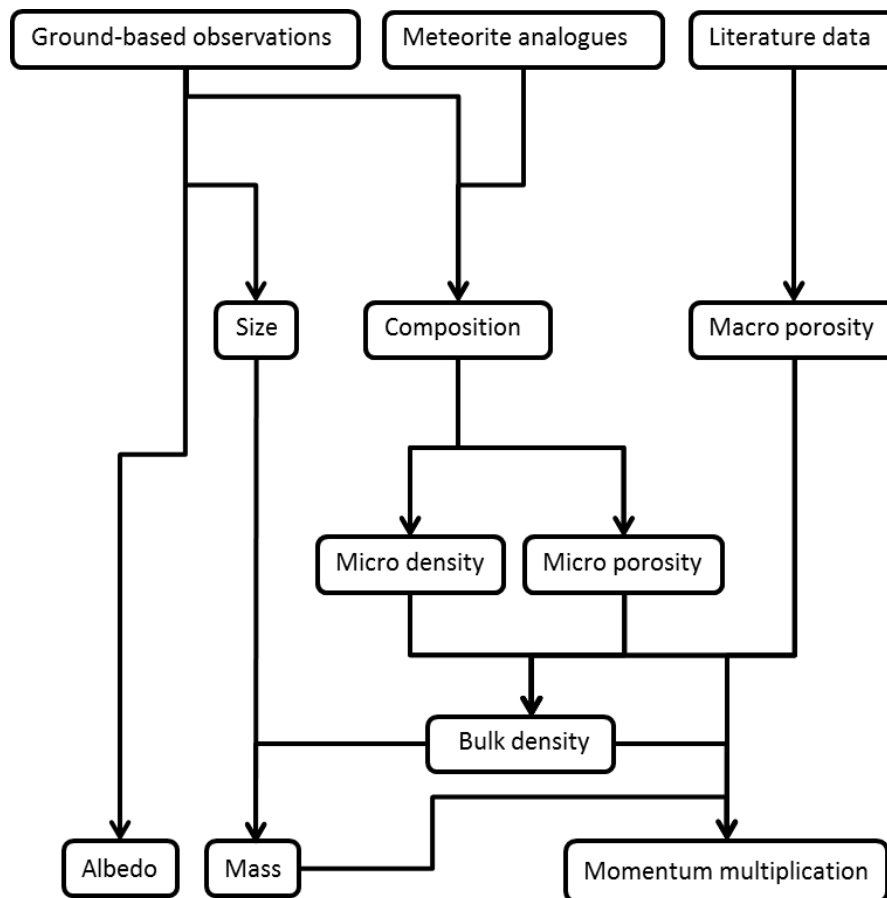 Ground-based observations
Meteorite analogues
Literature data
Size
Composition
Macro porosity
Micro density
Micro porosity
Bulk density
Albedo
Mass
Momentum multiplication